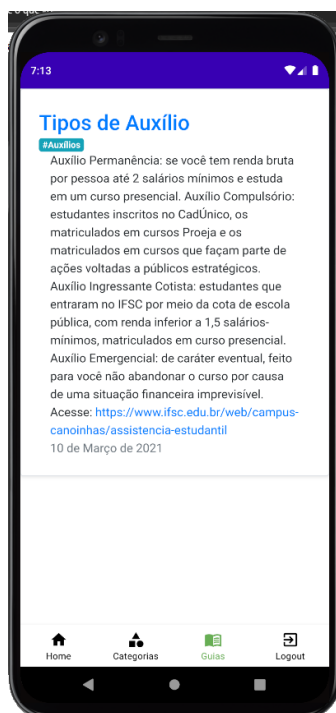 7:13
Tipos de Auxílio
#Auxílios
Auxílio Permanência: se você tem renda bruta
por pessoa até 2 salários mínimos e estuda
em um curso presencial. Auxílio Compulsório:
estudantes inscritos no CadÚnico, os
matriculados em cursos Proeja e os
matriculados em cursos que façam parte de
ações voltadas a públicos estratégicos.
Auxílio Ingressante Cotista: estudantes que
entraram no IFSC por meio da cota de escola
pública, com renda inferior a 1,5 salários-
mínimos, matriculados em curso presencial.
Auxílio Emergencial: de caráter eventual, feito
para você não abandonar o curso por causa
de uma situação financeira imprevisível.
Acesse: https://www.ifsc.edu.br/web/campus-
canoinhas/assistencia-estudantil
10 de Março de 2021
Home Categorias Guias Logout